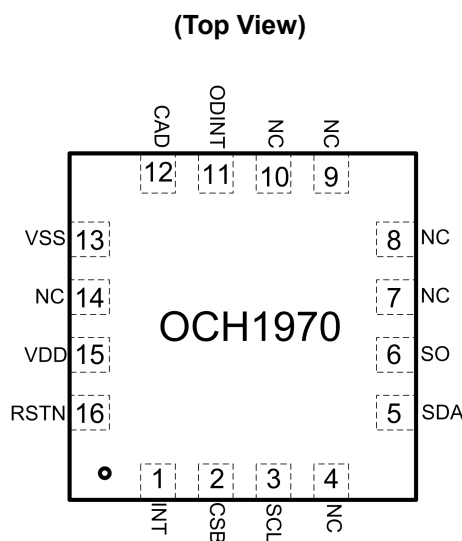 (Top View)
CAD ODINT NC NC
12 11 10 9
VSS 13 8 NC
NC 14 7 NC
OCH1970
VDD 15 6 SO
RSTN 16 5 SDA
1 2 3 4
INT CSB SCL NC